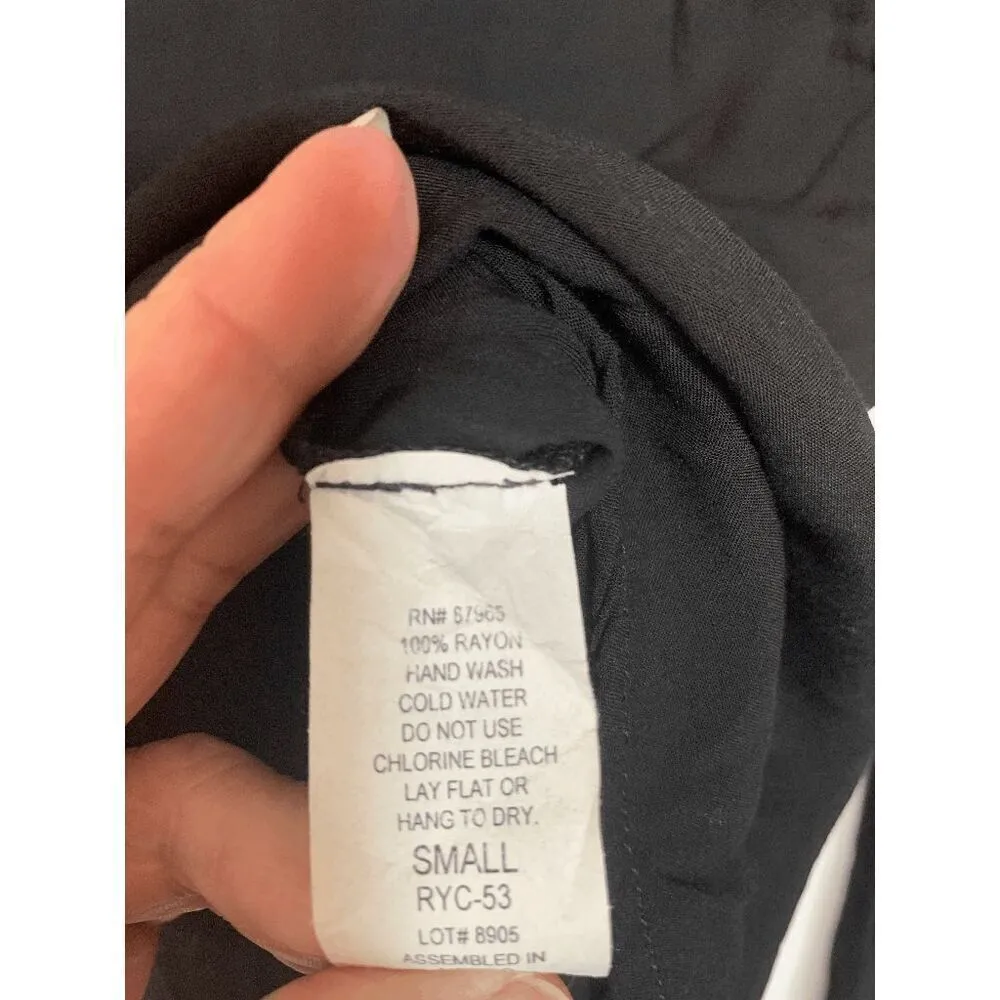 RN# 67965
100% RAYON
HAND WASH
COLD WATER
DO NOT USE
CHLORINE BLEACH
LAY FLAT OR
HANG TO DRY.
SMALL
RYC-53
LOT# 8905
ASSEMBLED IN